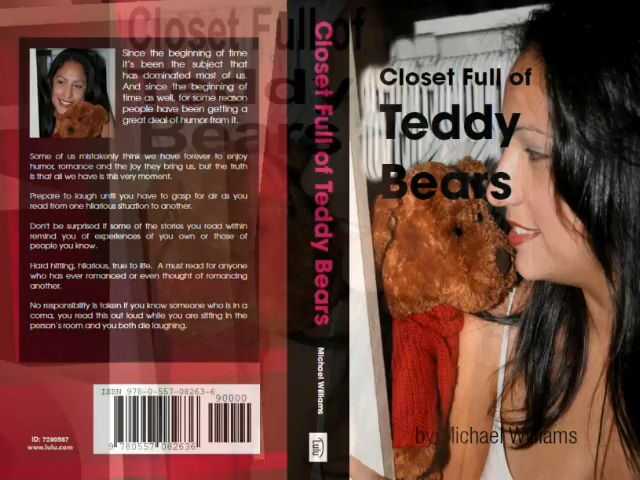 Closet Full of
Teddy
Bears
Since the beginning of time
it's been the subject that
has dominated most of us.
And since the beginning of
time as well, for some reason
people have been getting a
great deal of humor from it.
Some of us mistakenly think we have forever to enjoy
humor, romance and the joy they bring us, but the truth
is that all we have is this very moment.
Prepare to laugh until you have to gasp for air as you
read from one hilarious situation to another.
Don't be surprised if some of the stories you read within
remind you of experiences of you own or those of
people you know.
Hard hitting, hilarious, true to life. A must read for anyone
who has ever romanced or even thought of romancing
another.
No responsibility is taken if you know someone who is in a
coma, you read this out loud while you are sitting in the
person's room and you both die laughing.
ISBN 978-0-557-08263-6
90000
9 780557 082636
ID: 7290587
www.lulu.com
Closet Full of Teddy Bears
Michael Williams
lulu
Closet Full of
Teddy
Bears
by Michael Williams